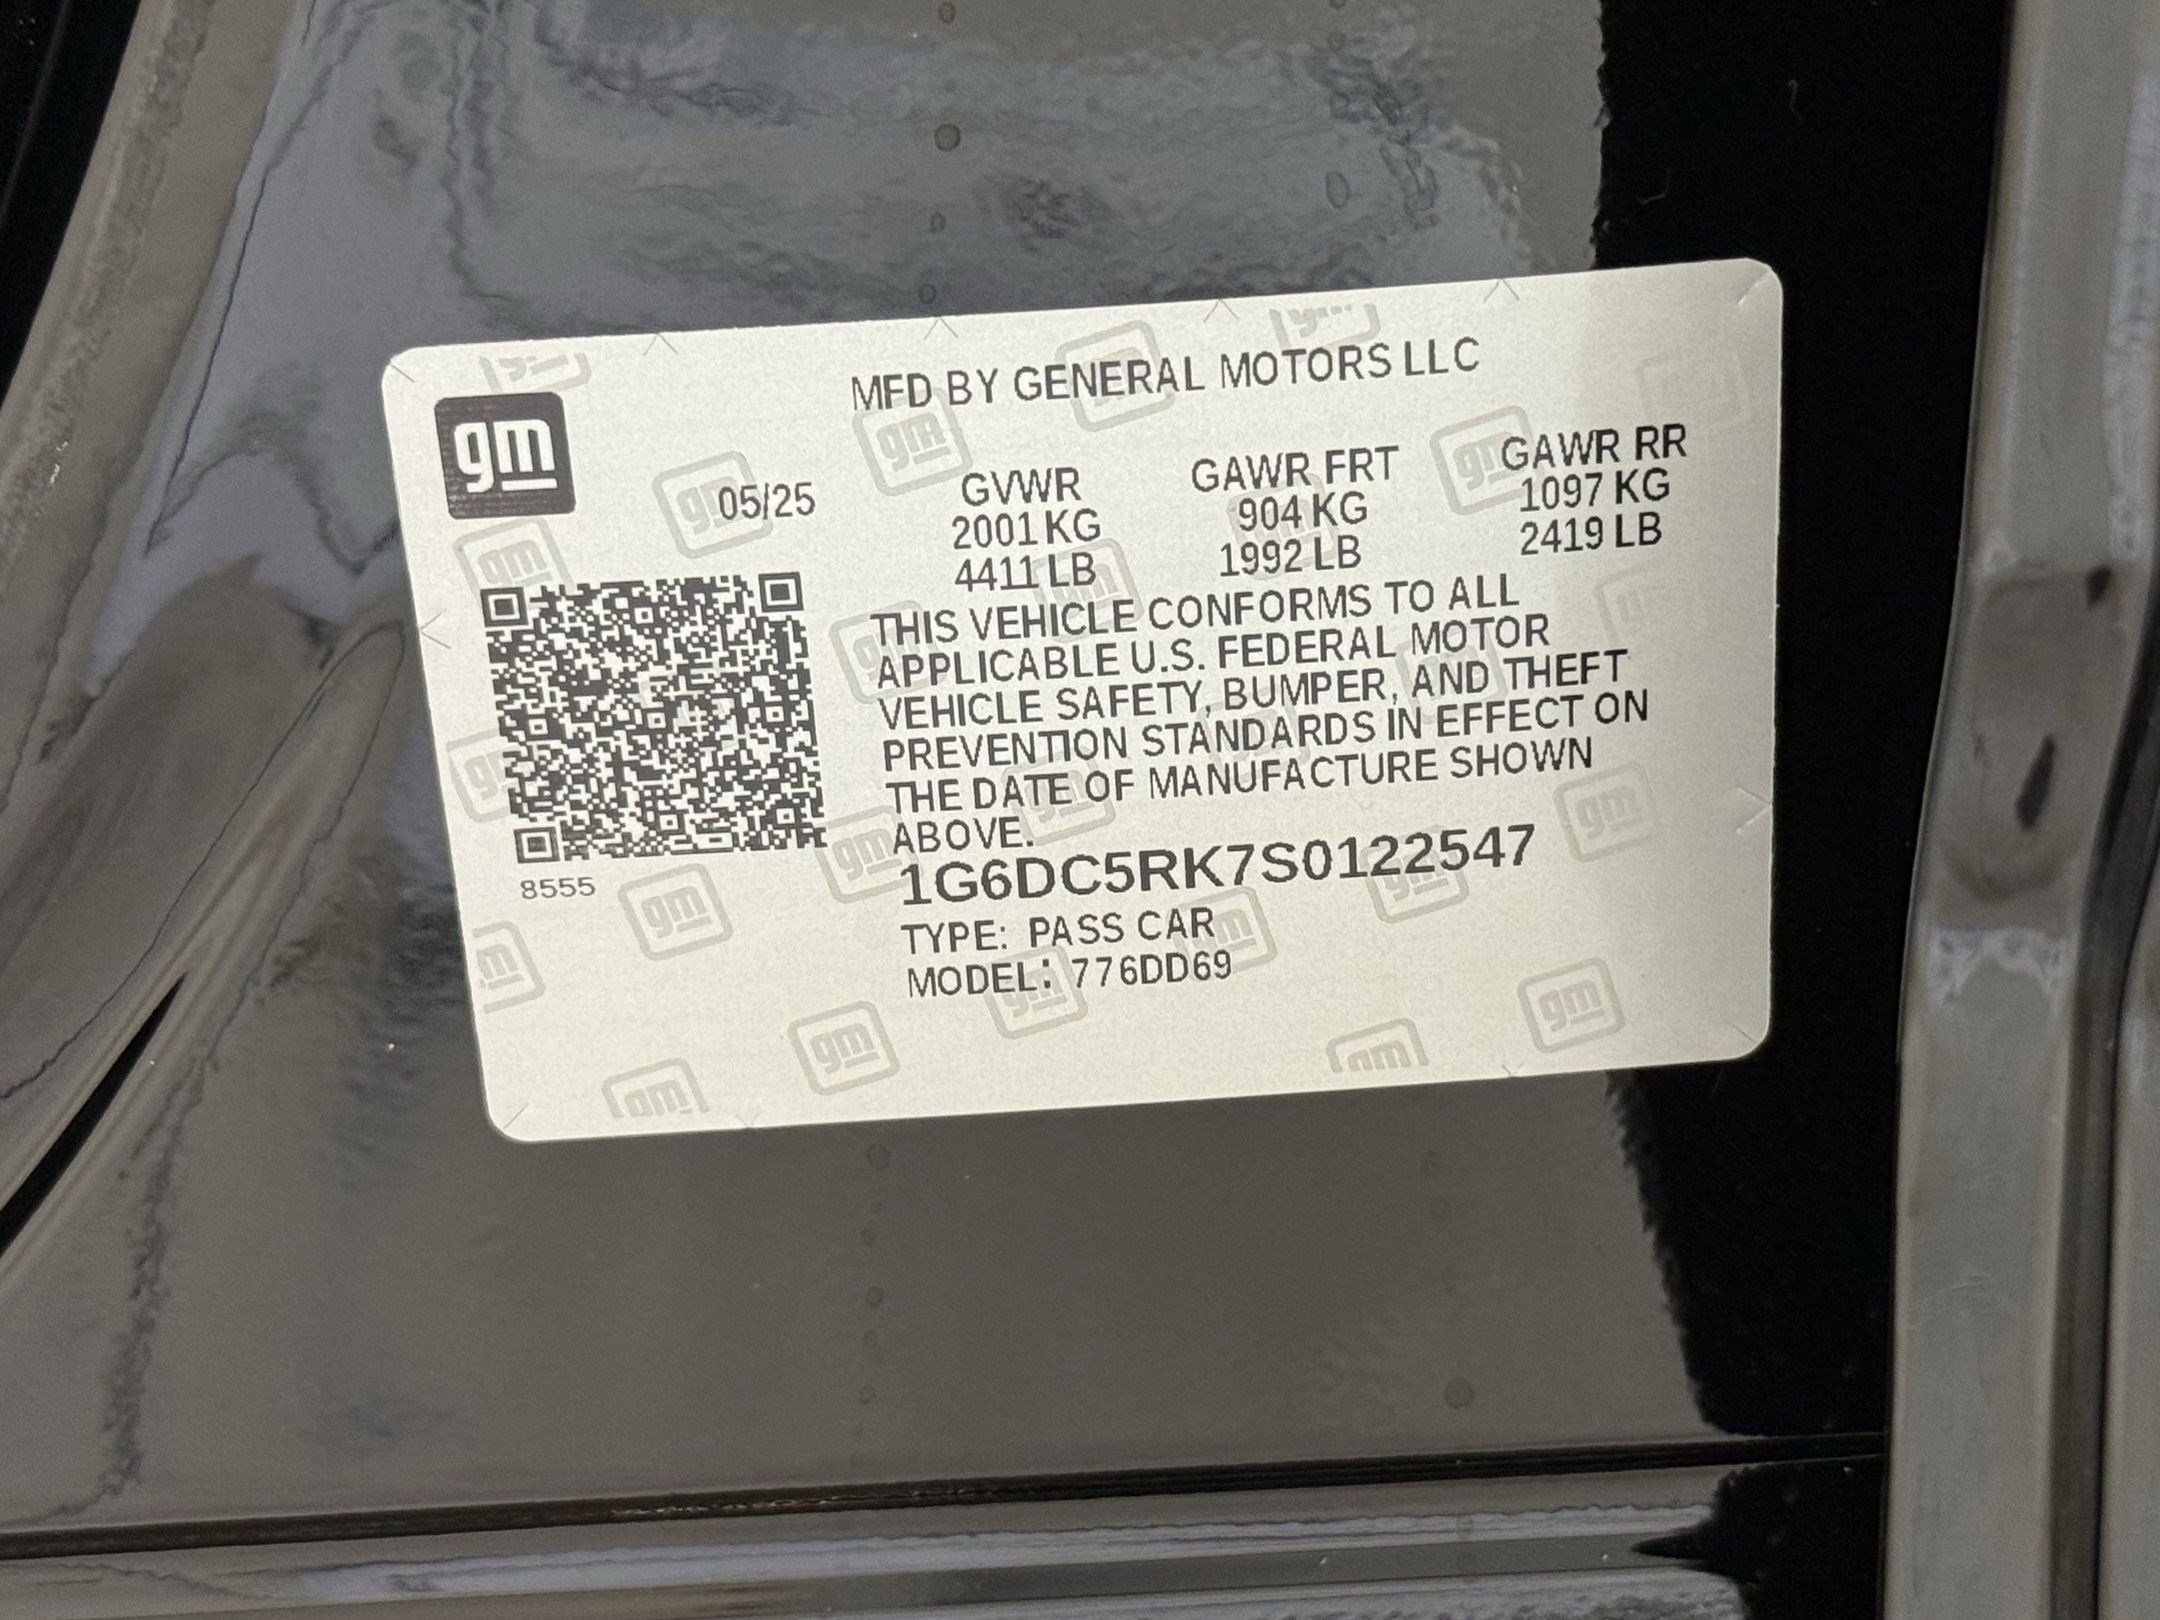 MFD BY GENERAL MOTORS LLC
gm
05/25
GVWR GAWR FRT GAWR RR
2001 KG 904 KG 1097 KG
4411 LB 1992 LB 2419 LB
THIS VEHICLE CONFORMS TO ALL
APPLICABLE U.S. FEDERAL MOTOR
VEHICLE SAFETY, BUMPER, AND THEFT
PREVENTION STANDARDS IN EFFECT ON
THE DATE OF MANUFACTURE SHOWN
ABOVE.
8555
1G6DC5RK7S0122547
TYPE: PASS CAR
MODEL: 776DD69